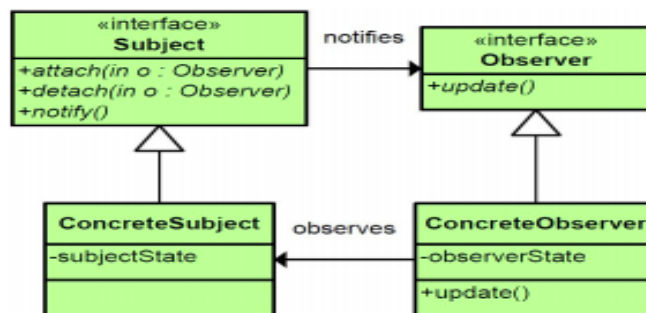 «interface»
Subject
+attach(in o : Observer)
+detach(in o : Observer)
+notify()
notifies
«interface»
Observer
+update()
ConcreteSubject
-subjectState
observes
ConcreteObserver
-observerState
+update()